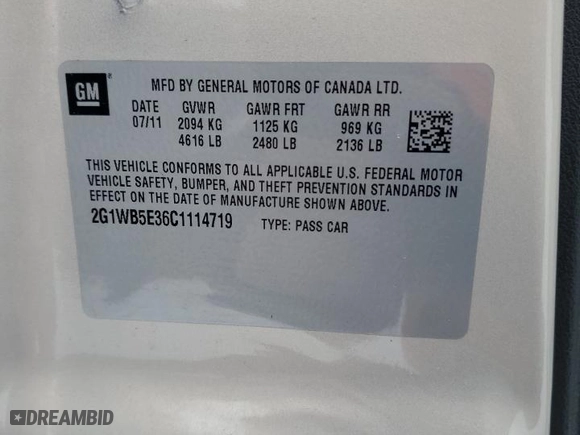 GM
MFD BY GENERAL MOTORS OF CANADA LTD.
DATE GVWR GAWR FRT GAWR RR
07/11 2094 KG 1125 KG 969 KG
4616 LB 2480 LB 2136 LB
THIS VEHICLE CONFORMS TO ALL APPLICABLE U.S. FEDERAL MOTOR
VEHICLE SAFETY, BUMPER, AND THEFT PREVENTION STANDARDS IN
EFFECT ON THE DATE OF MANUFACTURE SHOWN ABOVE.
2G1WB5E36C1114719 TYPE: PASS CAR
DREAMBID